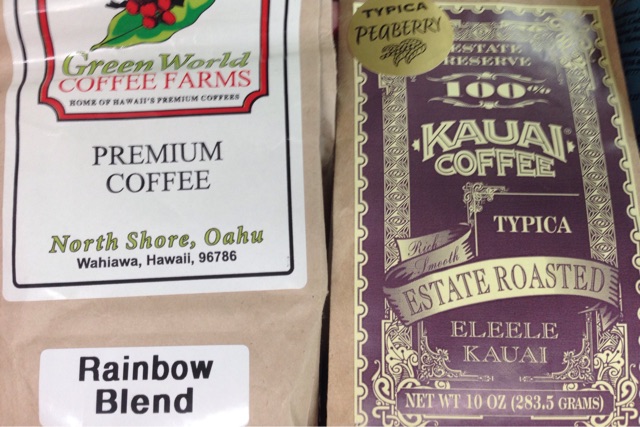 Green World
COFFEE FARMS
HOME OF HAWAII'S PREMIUM COFFEES
PREMIUM
COFFEE
North Shore, Oahu
Wahiawa, Hawaii, 96786
Rainbow
Blend
TYPICA
PEABERRY
ESTATE
RESERVE
100%
KAUAI
COFFEE
TYPICA
Rich
Smooth
ESTATE ROASTED
ELEELE
KAUAI
NET WT 10 OZ (283.5 GRAMS)